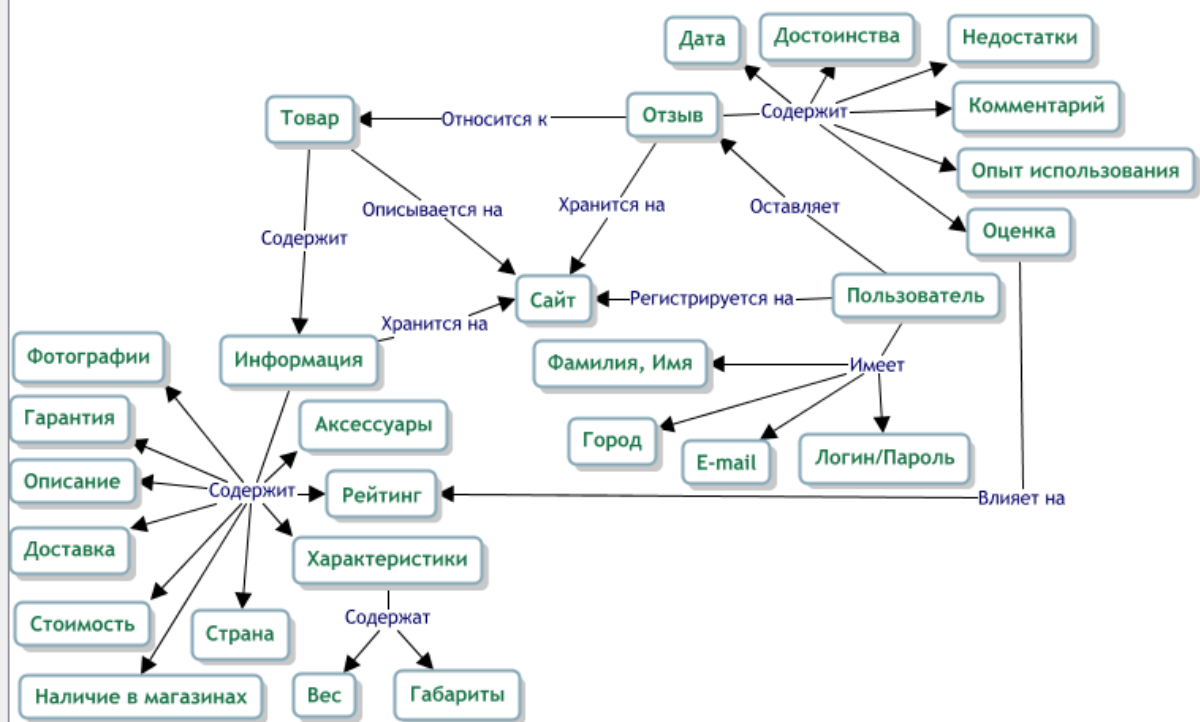 Дата
Достоинства
Недостатки
Товар
Относится к
Отзыв
Содержит
Комментарий
Опыт использования
Описывается на
Хранится на
Оставляет
Содержит
Оценка
Сайт
Регистрируется на
Пользователь
Хранится на
Фотографии
Информация
Фамилия, Имя
Имеет
Гарантия
Аксессуары
Город
E-mail
Логин/Пароль
Описание
Содержит
Рейтинг
Влияет на
Доставка
Характеристики
Стоимость
Страна
Содержат
Наличие в магазинах
Вес
Габариты